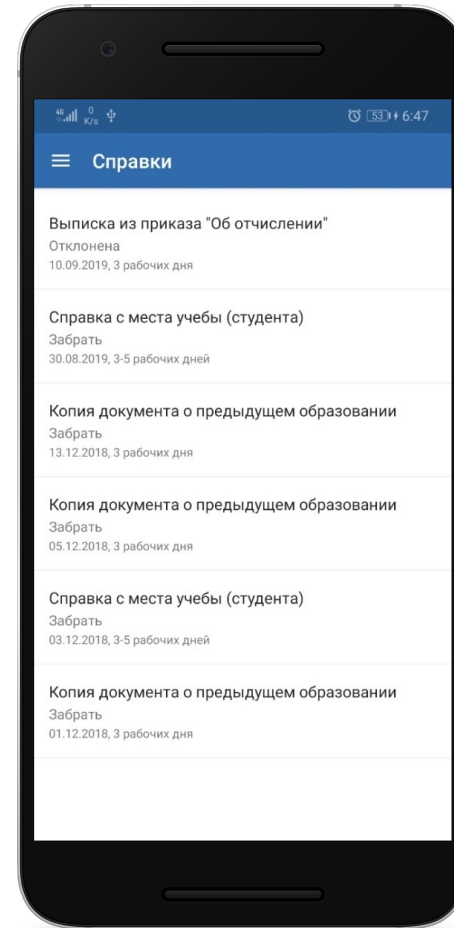 4G 0 K/s 53 6:47
Справки
Выписка из приказа "Об отчислении"
Отклонена
10.09.2019, 3 рабочих дня
Справка с места учебы (студента)
Забрать
30.08.2019, 3-5 рабочих дней
Копия документа о предыдущем образовании
Забрать
13.12.2018, 3 рабочих дня
Копия документа о предыдущем образовании
Забрать
05.12.2018, 3 рабочих дня
Справка с места учебы (студента)
Забрать
03.12.2018, 3-5 рабочих дней
Копия документа о предыдущем образовании
Забрать
01.12.2018, 3 рабочих дня